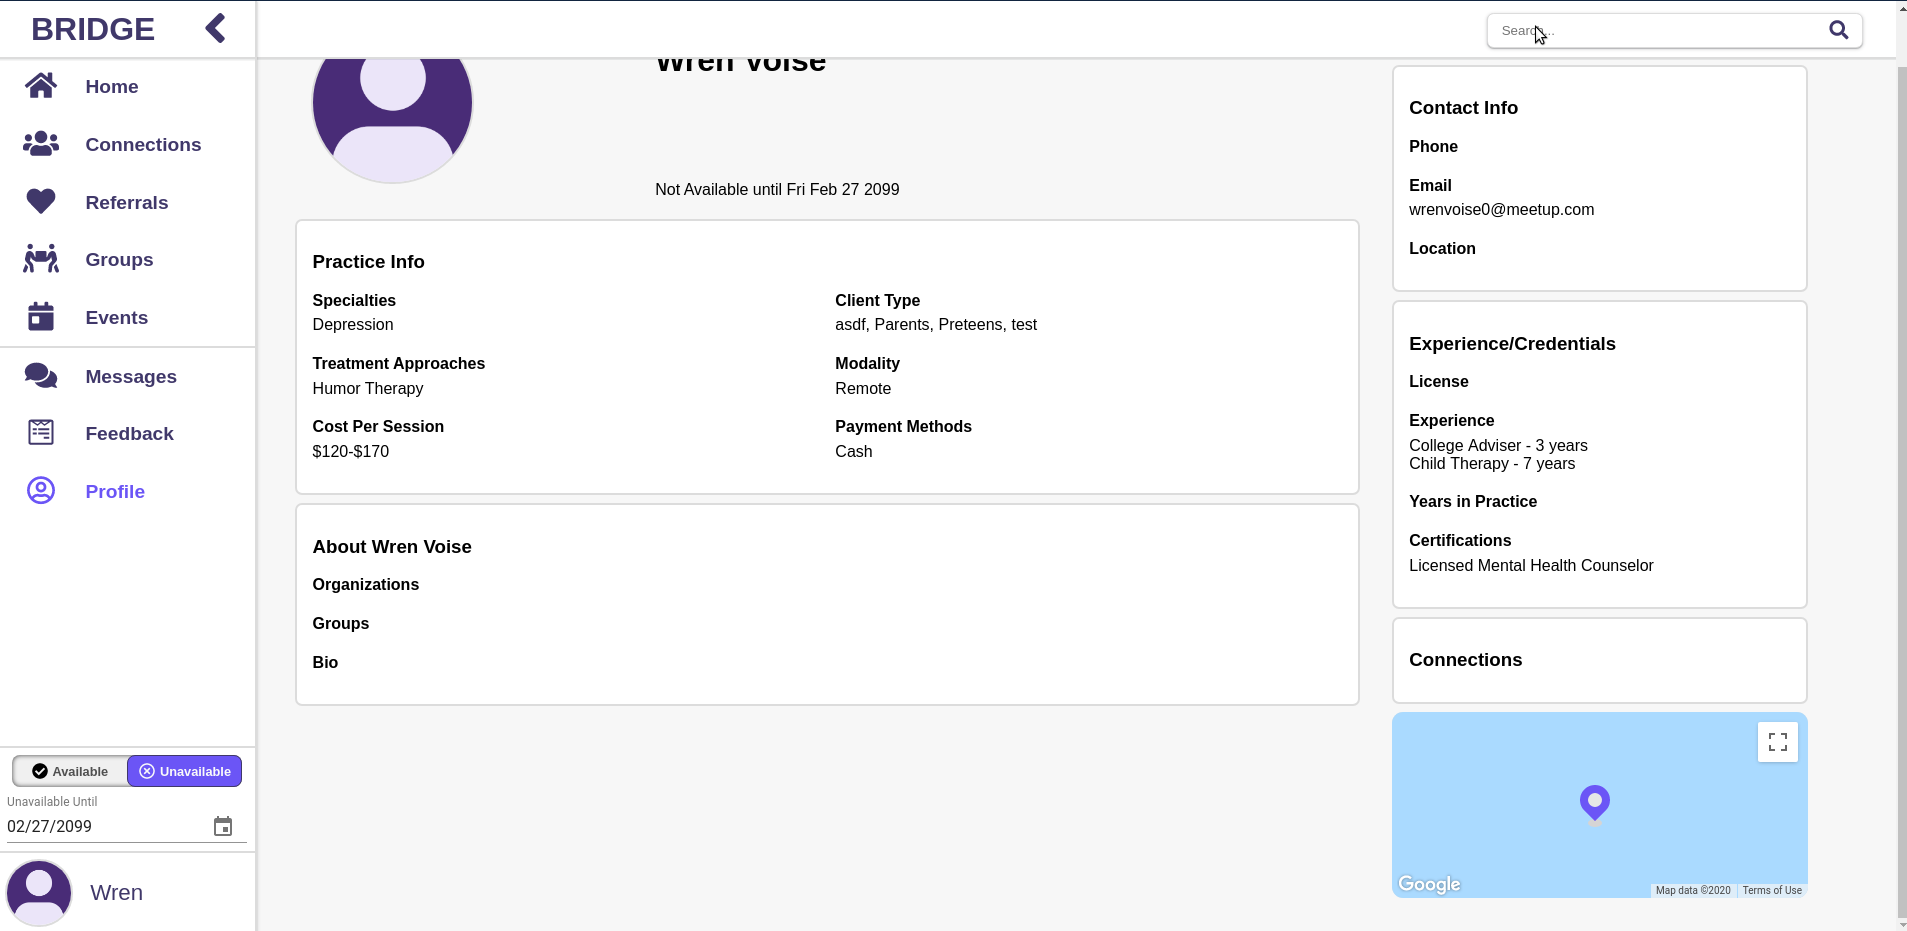 BRIDGE
Search...
Home
Connections
Referrals
Groups
Events
Messages
Feedback
Profile
Available
Unavailable
Unavailable Until
02/27/2099
Wren
Wren Voise
Not Available until Fri Feb 27 2099
Practice Info
Specialties
Depression
Client Type
asdf, Parents, Preteens, test
Treatment Approaches
Humor Therapy
Modality
Remote
Cost Per Session
$120-$170
Payment Methods
Cash
About Wren Voise
Organizations
Groups
Bio
Contact Info
Phone
Email
wrenvoise0@meetup.com
Location
Experience/Credentials
License
Experience
College Adviser - 3 years
Child Therapy - 7 years
Years in Practice
Certifications
Licensed Mental Health Counselor
Connections
Google
Map data ©2020
Terms of Use